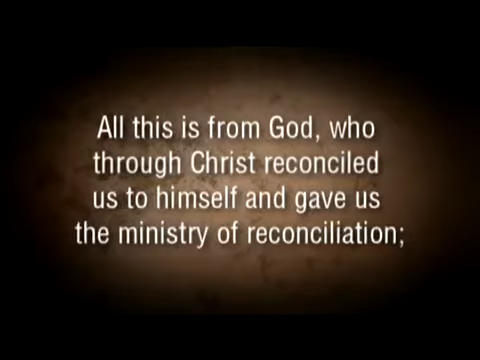 All this is from God, who
through Christ reconciled
us to himself and gave us
the ministry of reconciliation;